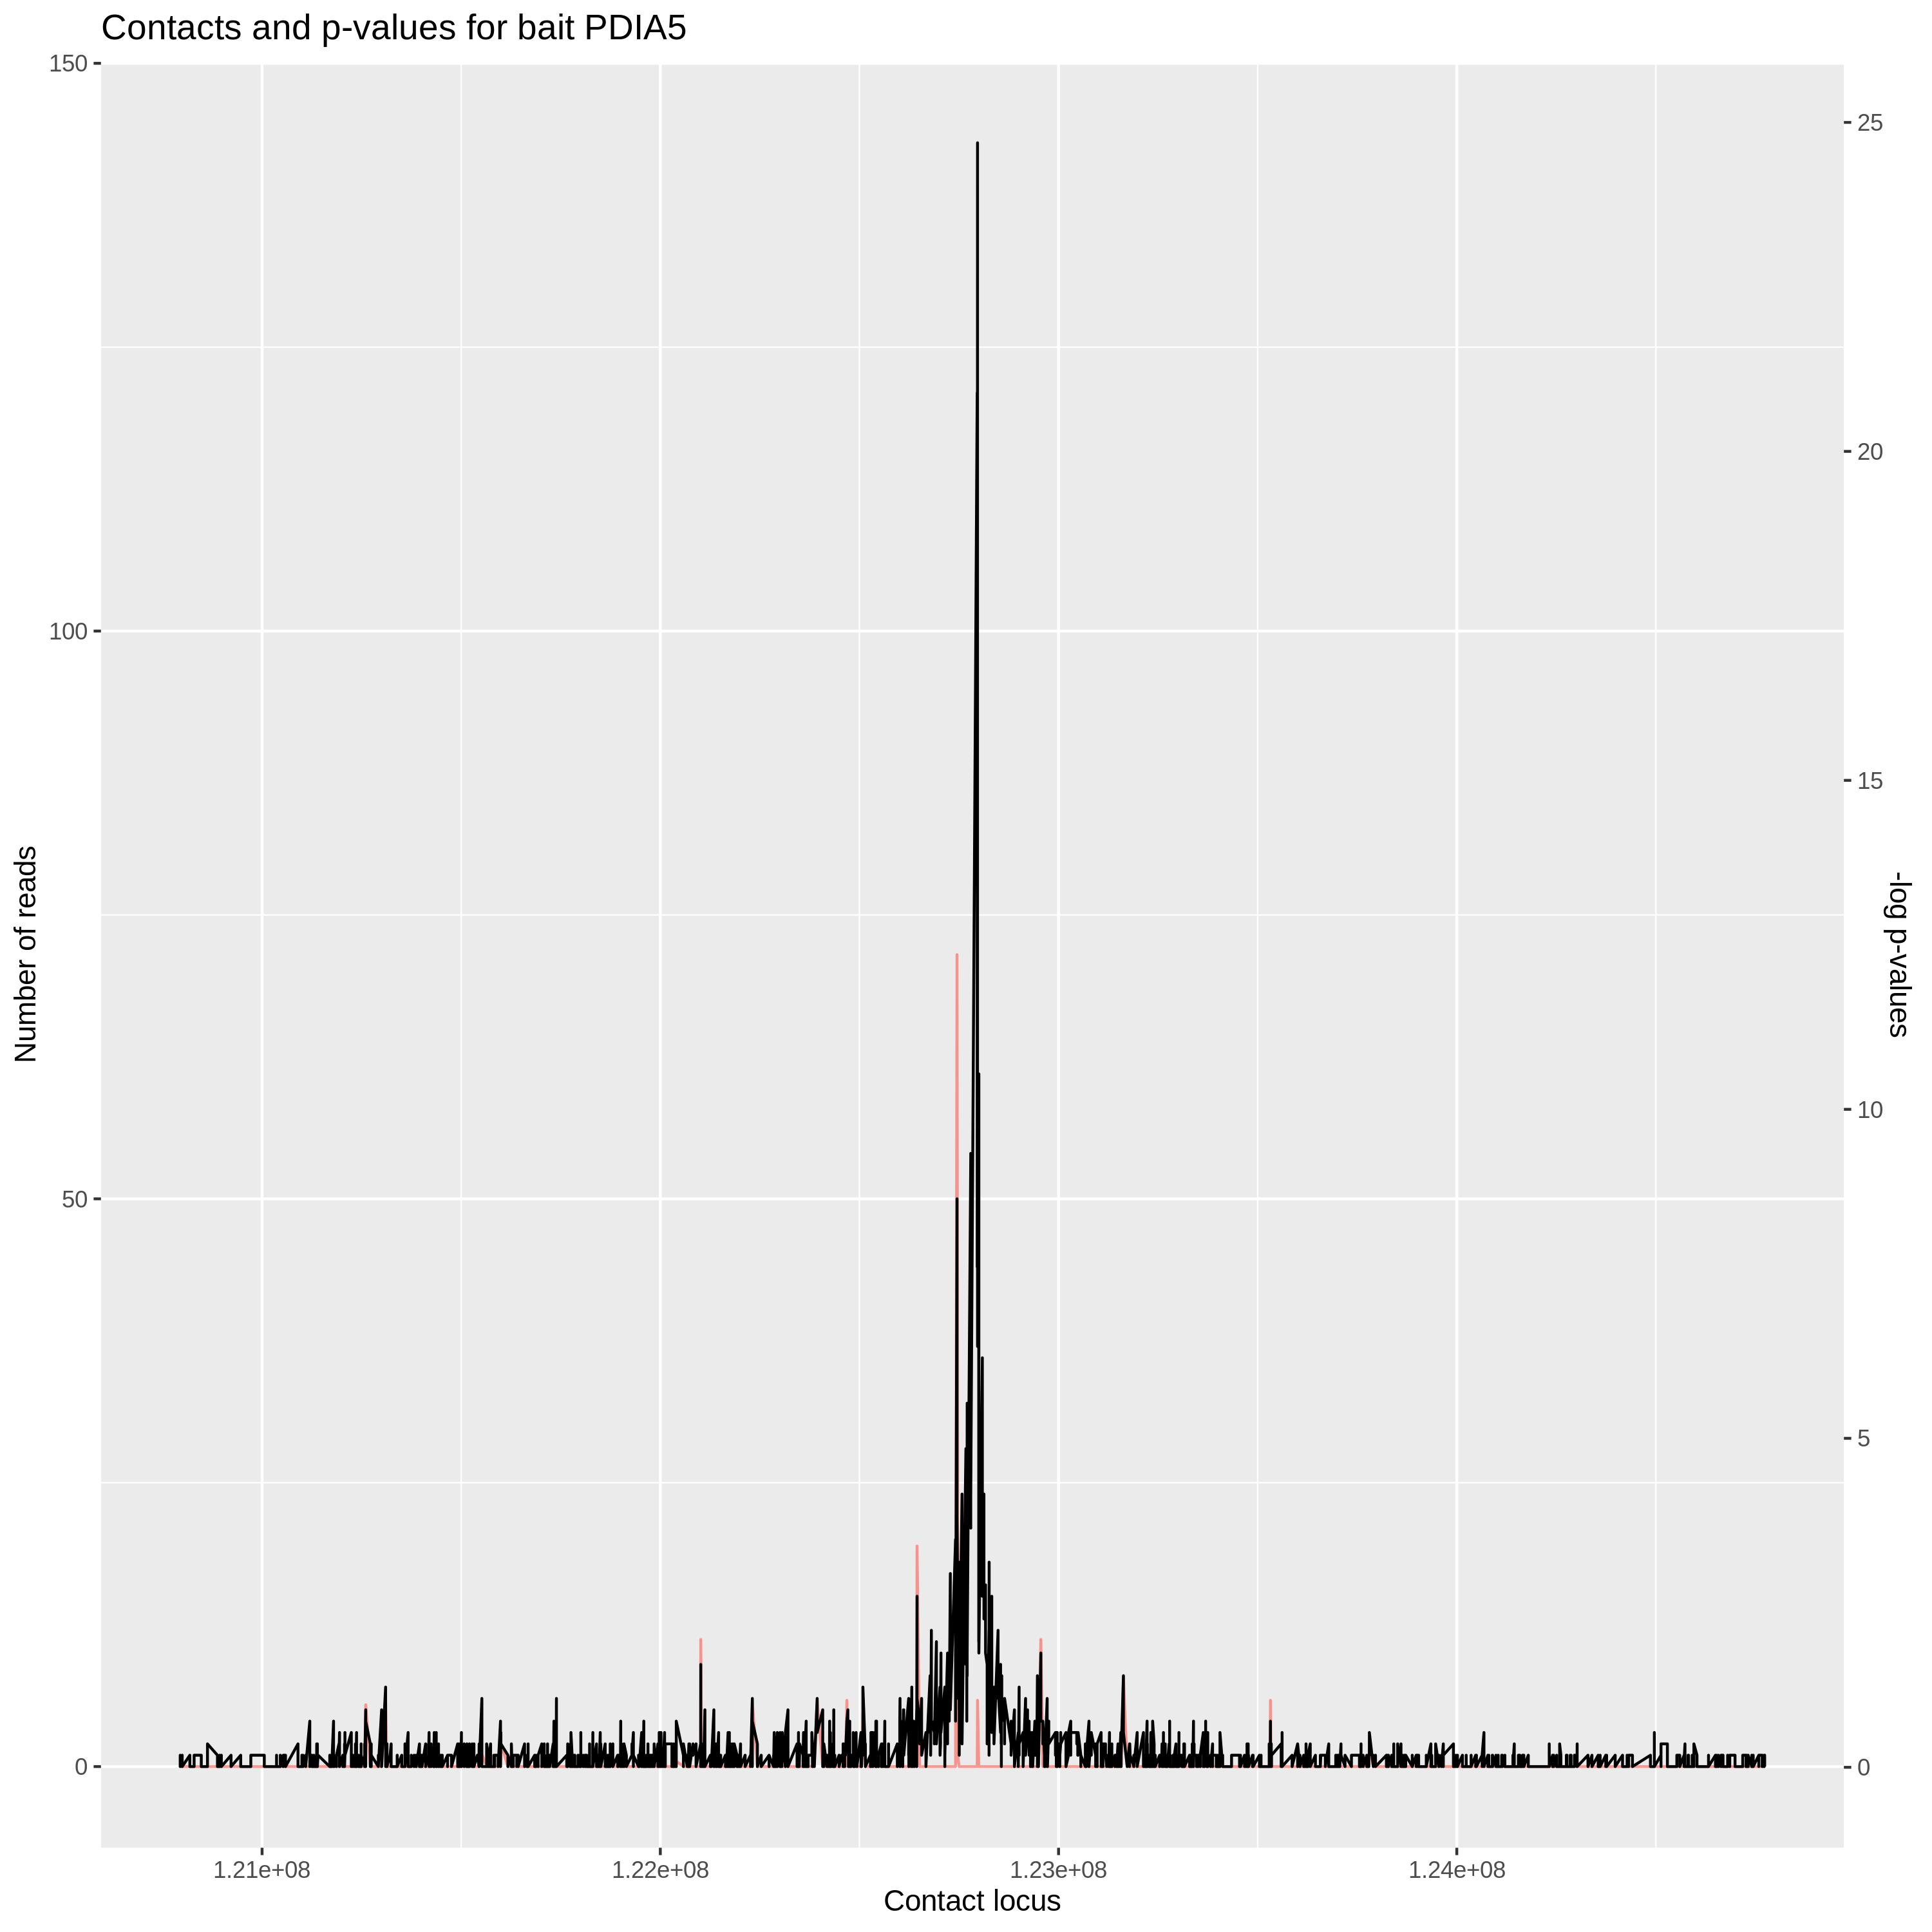 Contacts and p-values for bait PDIA5
150
100
50
0
Number of reads
25
20
15
10
5
0
-log p-values
1.21e+08
1.22e+08
1.23e+08
1.24e+08
Contact locus